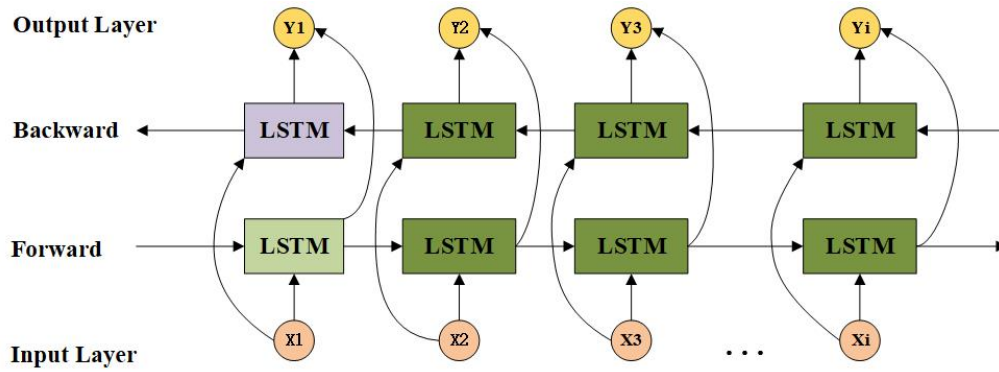 Output Layer Y1 Y2 Y3 Yi
Backward LSTM LSTM LSTM LSTM
Forward LSTM LSTM LSTM LSTM
Input Layer X1 X2 X3 . . . Xi